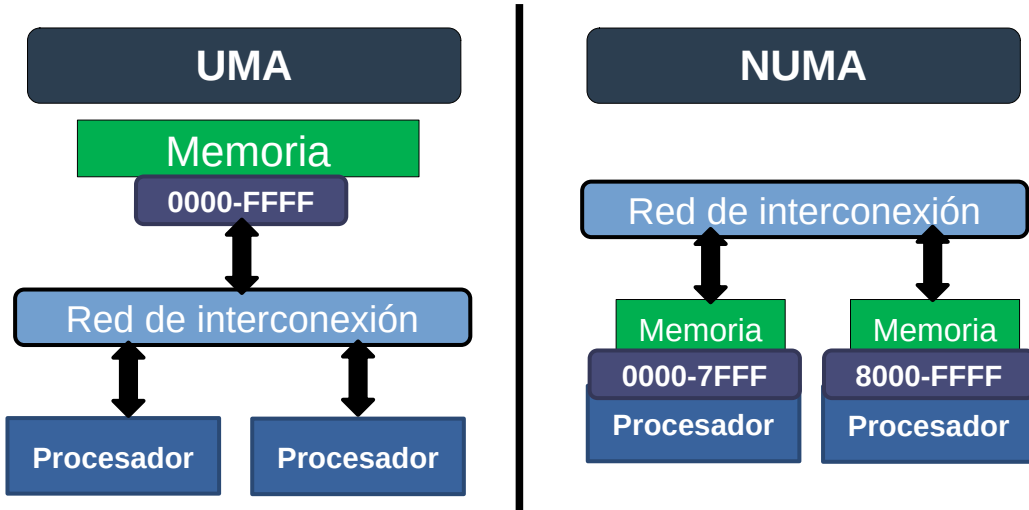 UMA
Memoria
0000-FFFF
Red de interconexión
Procesador
Procesador
NUMA
Red de interconexión
Memoria
0000-7FFF
Procesador
Memoria
8000-FFFF
Procesador